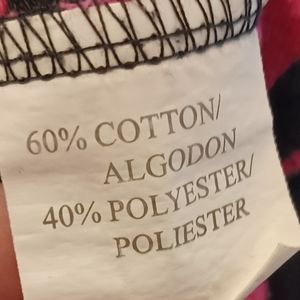 60% COTTON/
ALGODON
40% POLYESTER/
POLIESTER